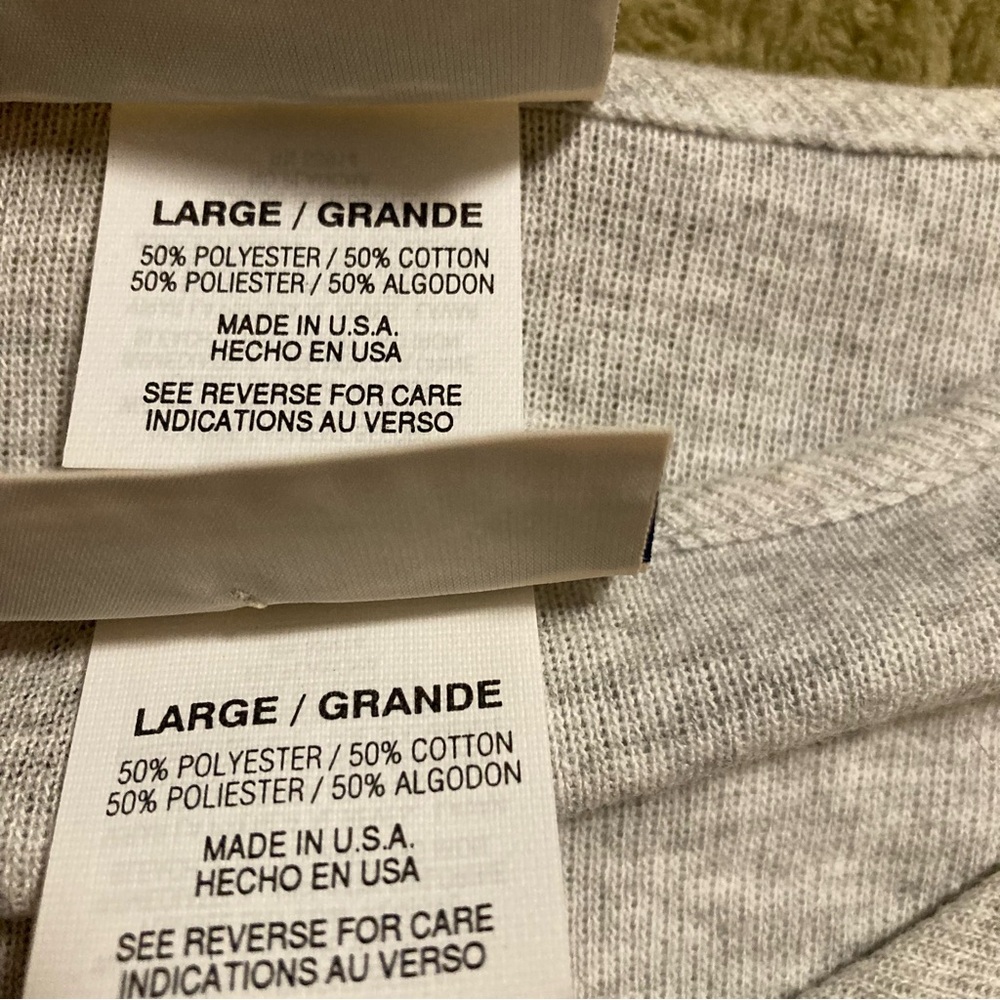 LARGE / GRANDE
50% POLYESTER / 50% COTTON
50% POLIESTER / 50% ALGODON
MADE IN U.S.A.
HECHO EN USA
SEE REVERSE FOR CARE
INDICATIONS AU VERSO
LARGE / GRANDE
50% POLYESTER / 50% COTTON
50% POLIESTER / 50% ALGODON
MADE IN U.S.A.
HECHO EN USA
SEE REVERSE FOR CARE
INDICATIONS AU VERSO